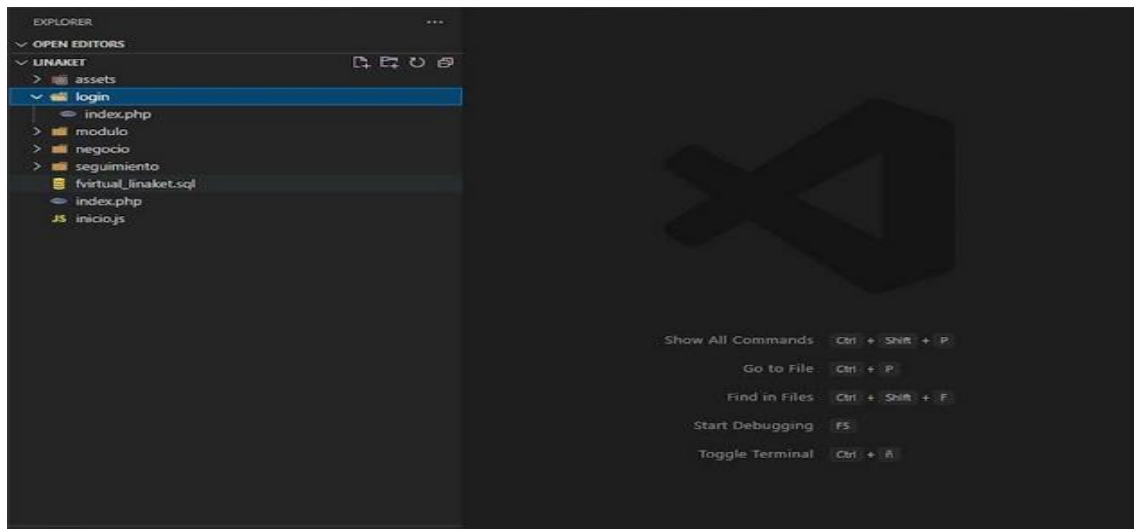 EXPLORER
OPEN EDITORS
LINAKET
assets
login
index.php
modulo
negocio
seguimiento
fvirtual_linaket.sql
index.php
JS inicio.js
Show All Commands Ctrl + Shift + P
Go to File Ctrl + P
Find in Files Ctrl + Shift + F
Start Debugging F5
Toggle Terminal Ctrl + ñ